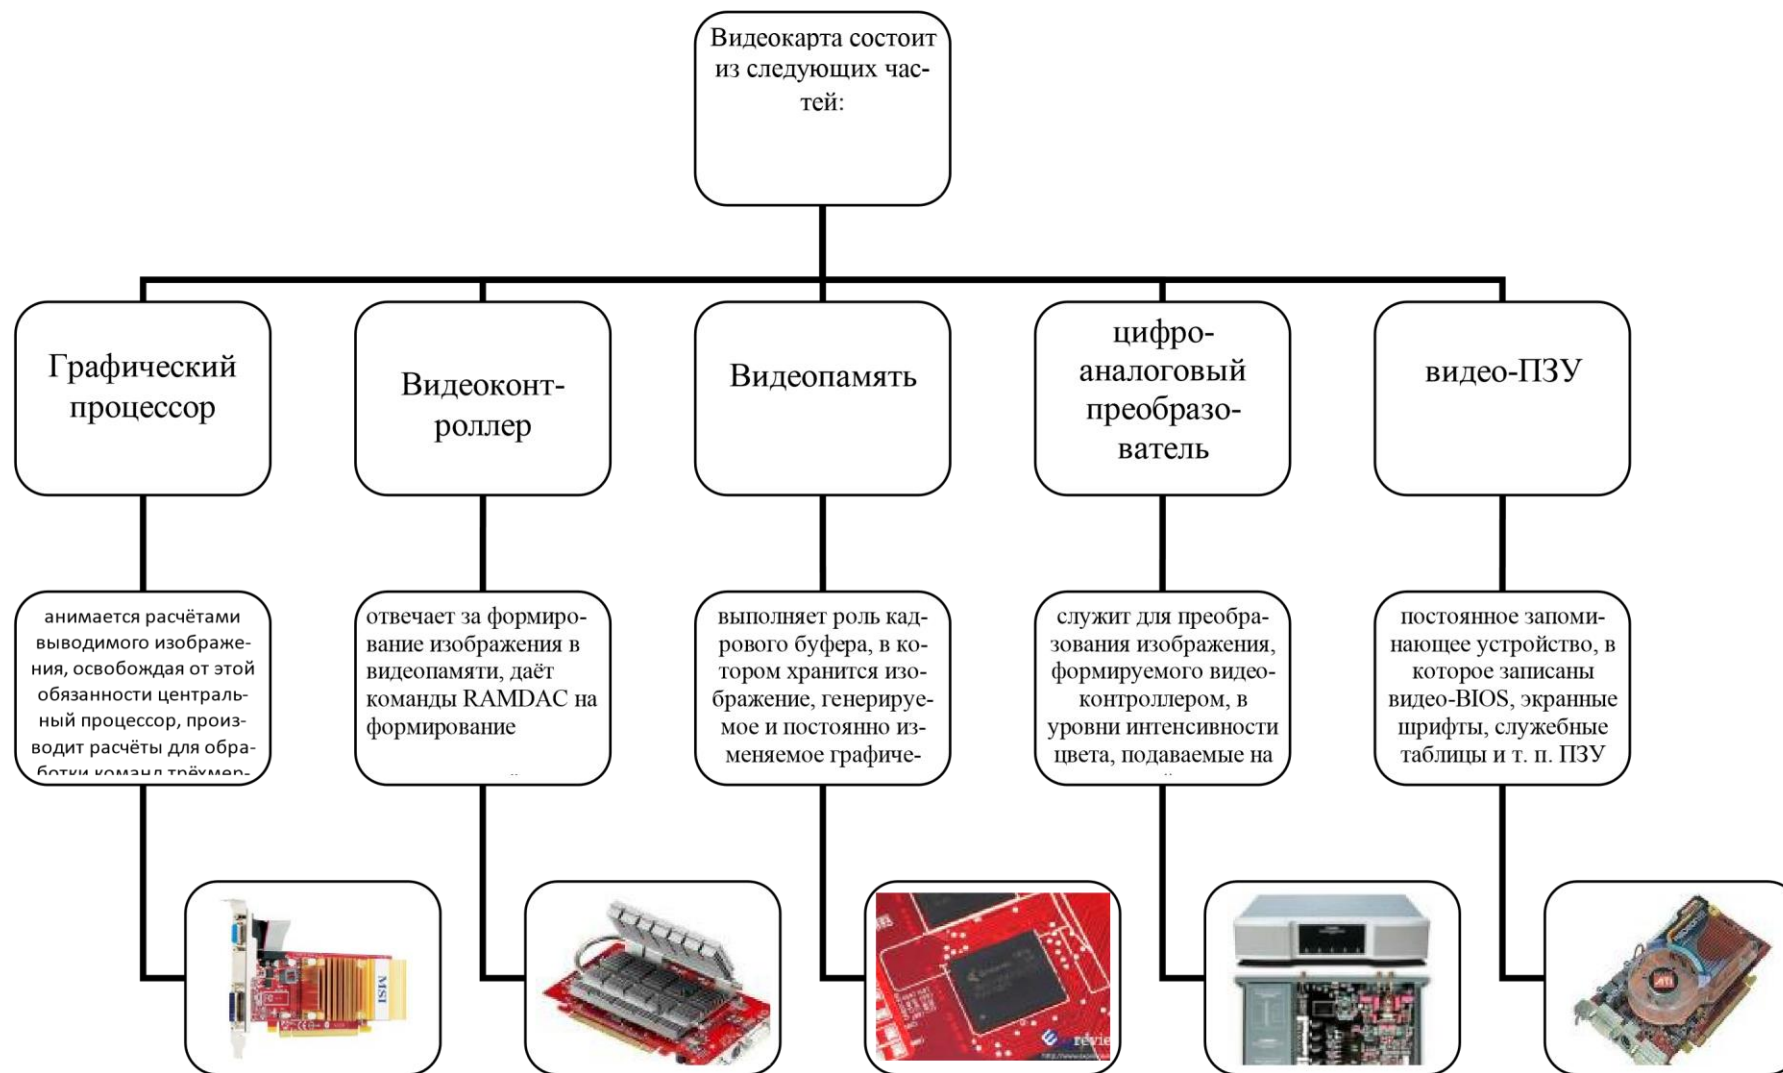 Видеокарта состоит
из следующих час-
тей:
Графический
процессор
Видеоконт-
роллер
Видеопамять
цифро-
аналоговый
преобразо-
ватель
видео-ПЗУ
анимается расчётами
выводимого изображе-
ния, освобождая от этой
обязанности централь-
ный процессор, произ-
водит расчёты для обра-
ботки команд трёхмер-
отвечает за формиро-
вание изображения в
видеопамяти, даёт
команды RAMDAC на
формирование
выполняет роль кад-
рового буфера, в ко-
тором хранится изо-
бражение, генерируе-
мое и постоянно из-
меняемое графиче-
служит для преобра-
зования изображения,
формируемого видео-
контроллером, в
уровни интенсивности
цвета, подаваемые на
постоянное запоми-
нающее устройство, в
которое записаны
видео-BIOS, экранные
шрифты, служебные
таблицы и т. п. ПЗУ
MSI
ATI